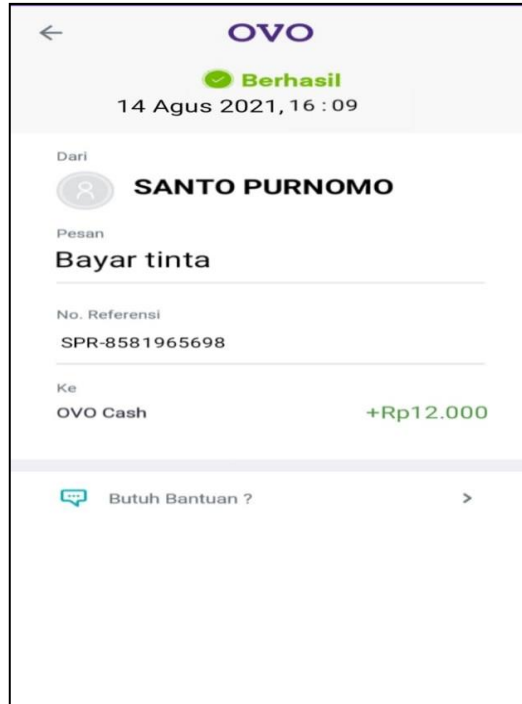 OVO
Berhasil
14 Agus 2021, 16 : 09
Dari
SANTO PURNOMO
Pesan
Bayar tinta
No. Referensi
SPR-8581965698
Ke
OVO Cash +Rp12.000
Butuh Bantuan ?